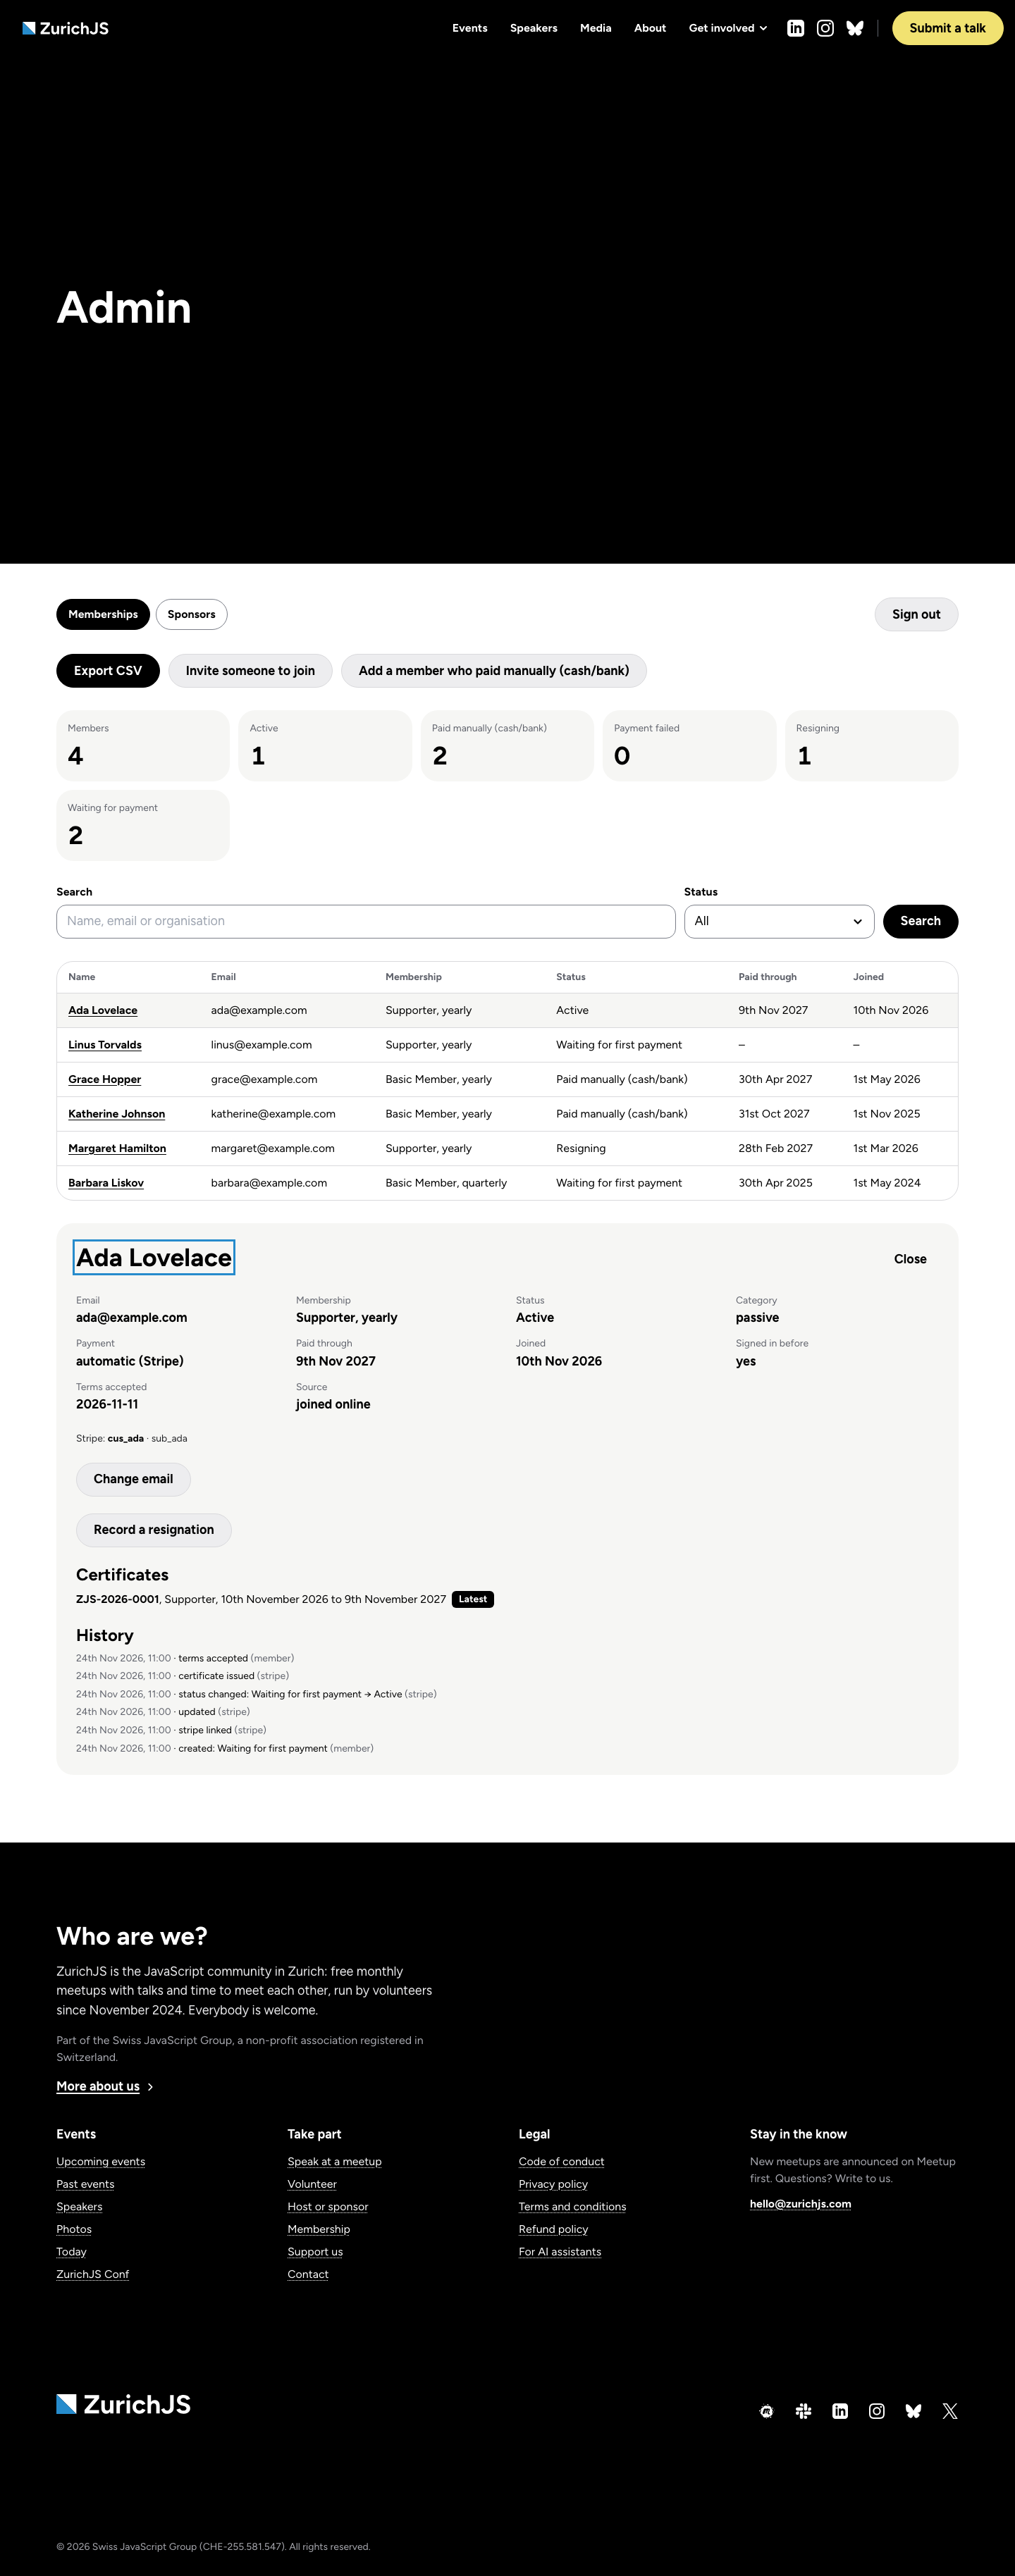 ZurichJS
Events
Speakers
Media
About
Get involved
Submit a talk
Admin
Memberships
Sponsors
Sign out
Export CSV
Invite someone to join
Add a member who paid manually (cash/bank)
Members
4
Active
1
Paid manually (cash/bank)
2
Payment failed
0
Resigning
1
Waiting for payment
2
Search
Name, email or organisation
Status
All
Search
Name Email Membership Status Paid through Joined
Ada Lovelace ada@example.com Supporter, yearly Active 9th Nov 2027 10th Nov 2026
Linus Torvalds linus@example.com Supporter, yearly Waiting for first payment – –
Grace Hopper grace@example.com Basic Member, yearly Paid manually (cash/bank) 30th Apr 2027 1st May 2026
Katherine Johnson katherine@example.com Basic Member, yearly Paid manually (cash/bank) 31st Oct 2027 1st Nov 2025
Margaret Hamilton margaret@example.com Supporter, yearly Resigning 28th Feb 2027 1st Mar 2026
Barbara Liskov barbara@example.com Basic Member, quarterly Waiting for first payment 30th Apr 2025 1st May 2024
Ada Lovelace
Close
Email
ada@example.com
Membership
Supporter, yearly
Status
Active
Category
passive
Payment
automatic (Stripe)
Paid through
9th Nov 2027
Joined
10th Nov 2026
Signed in before
yes
Terms accepted
2026-11-11
Source
joined online
Stripe: cus_ada · sub_ada
Change email
Record a resignation
Certificates
ZJS-2026-0001, Supporter, 10th November 2026 to 9th November 2027 Latest
History
24th Nov 2026, 11:00 · terms accepted (member)
24th Nov 2026, 11:00 · certificate issued (stripe)
24th Nov 2026, 11:00 · status changed: Waiting for first payment → Active (stripe)
24th Nov 2026, 11:00 · updated (stripe)
24th Nov 2026, 11:00 · stripe linked (stripe)
24th Nov 2026, 11:00 · created: Waiting for first payment (member)
Who are we?
ZurichJS is the JavaScript community in Zurich: free monthly
meetups with talks and time to meet each other, run by volunteers
since November 2024. Everybody is welcome.
Part of the Swiss JavaScript Group, a non-profit association registered in
Switzerland.
More about us
Events
Upcoming events
Past events
Speakers
Photos
Today
ZurichJS Conf
Take part
Speak at a meetup
Volunteer
Host or sponsor
Membership
Support us
Contact
Legal
Code of conduct
Privacy policy
Terms and conditions
Refund policy
For AI assistants
Stay in the know
New meetups are announced on Meetup
first. Questions? Write to us.
hello@zurichjs.com
ZurichJS
© 2026 Swiss JavaScript Group (CHE-255.581.547). All rights reserved.